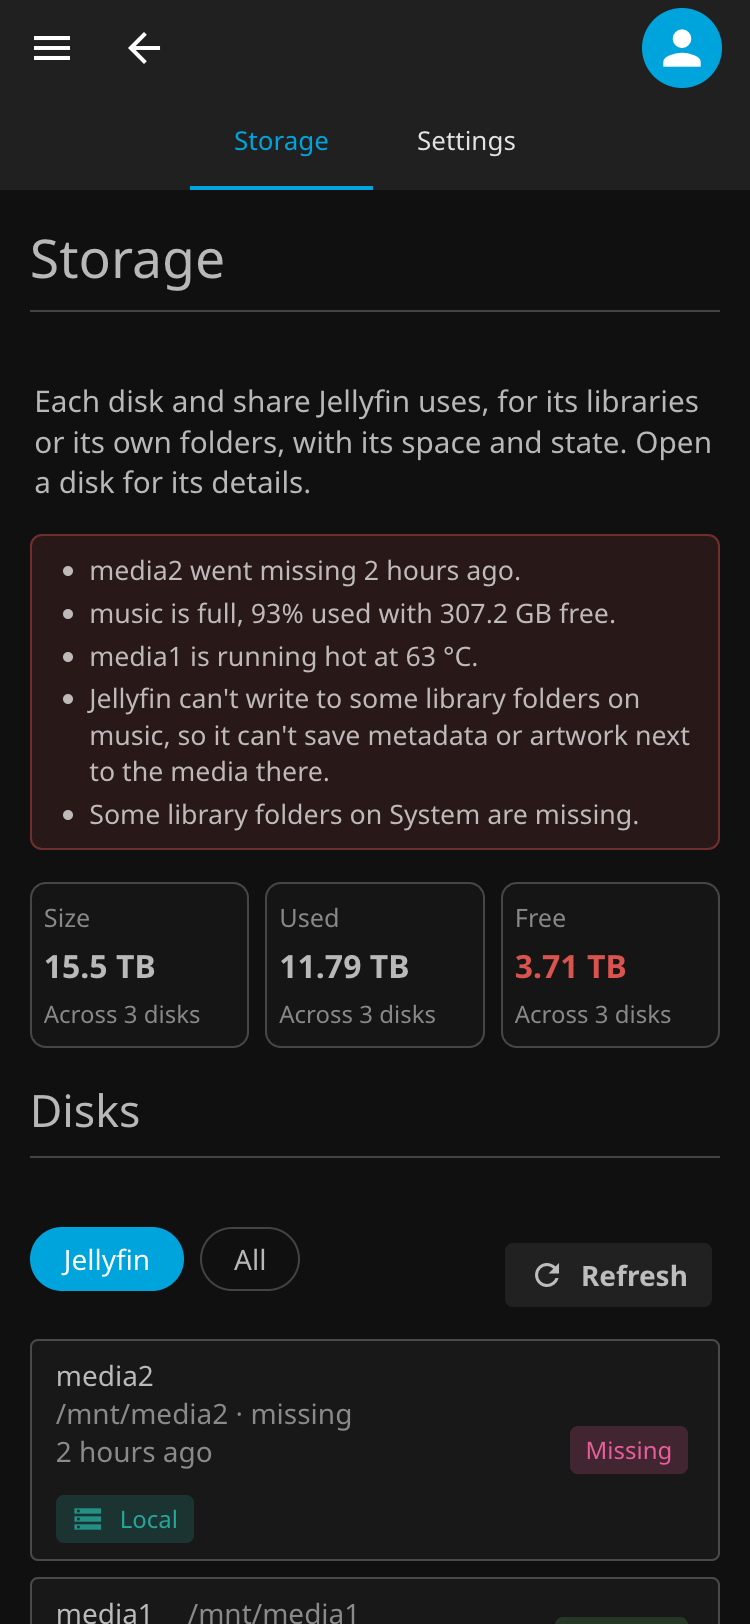 Storage
Settings
Storage
Each disk and share Jellyfin uses, for its libraries
or its own folders, with its space and state. Open
a disk for its details.
media2 went missing 2 hours ago.
music is full, 93% used with 307.2 GB free.
media1 is running hot at 63 °C.
Jellyfin can't write to some library folders on
music, so it can't save metadata or artwork next
to the media there.
Some library folders on System are missing.
Size
15.5 TB
Across 3 disks
Used
11.79 TB
Across 3 disks
Free
3.71 TB
Across 3 disks
Disks
Jellyfin
All
Refresh
media2
/mnt/media2 · missing
2 hours ago
Missing
Local
media1 /mnt/media1